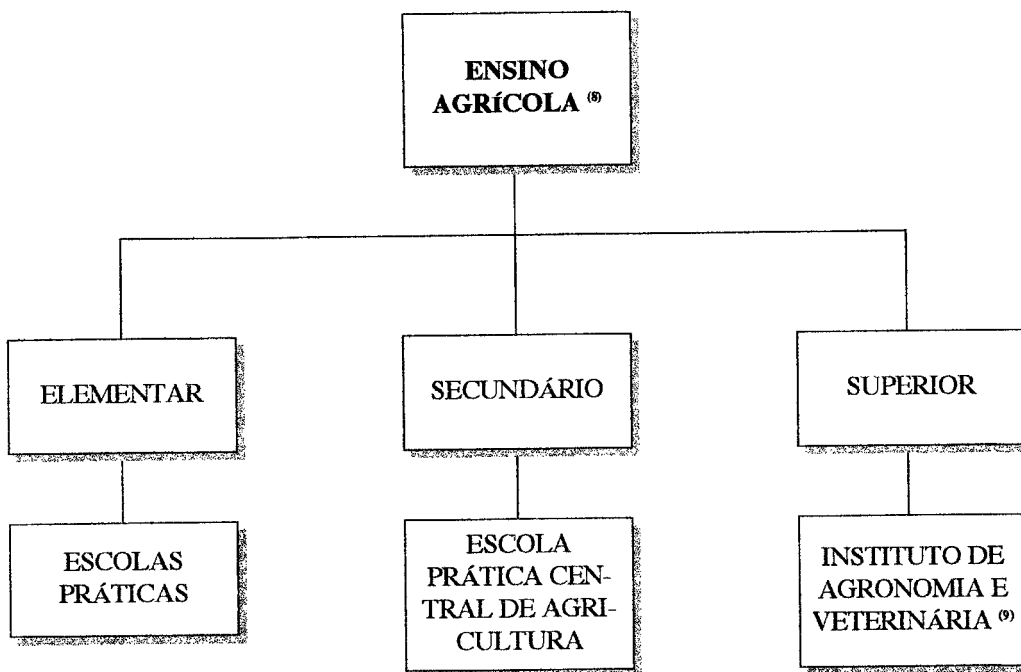 ENSINO
AGRÍCOLA (8)
ELEMENTAR
SECUNDÁRIO
SUPERIOR
ESCOLAS
PRÁTICAS
ESCOLA
PRÁTICA CEN-
TRAL DE AGRI-
CULTURA
INSTITUTO DE
AGRONOMIA E
VETERINÁRIA (9)